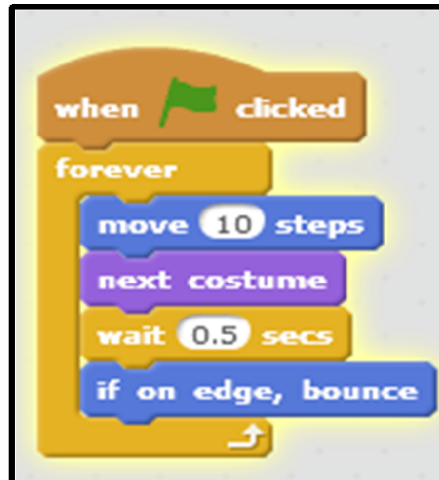 when clicked
forever
move 10 steps
next costume
wait 0.5 secs
if on edge, bounce